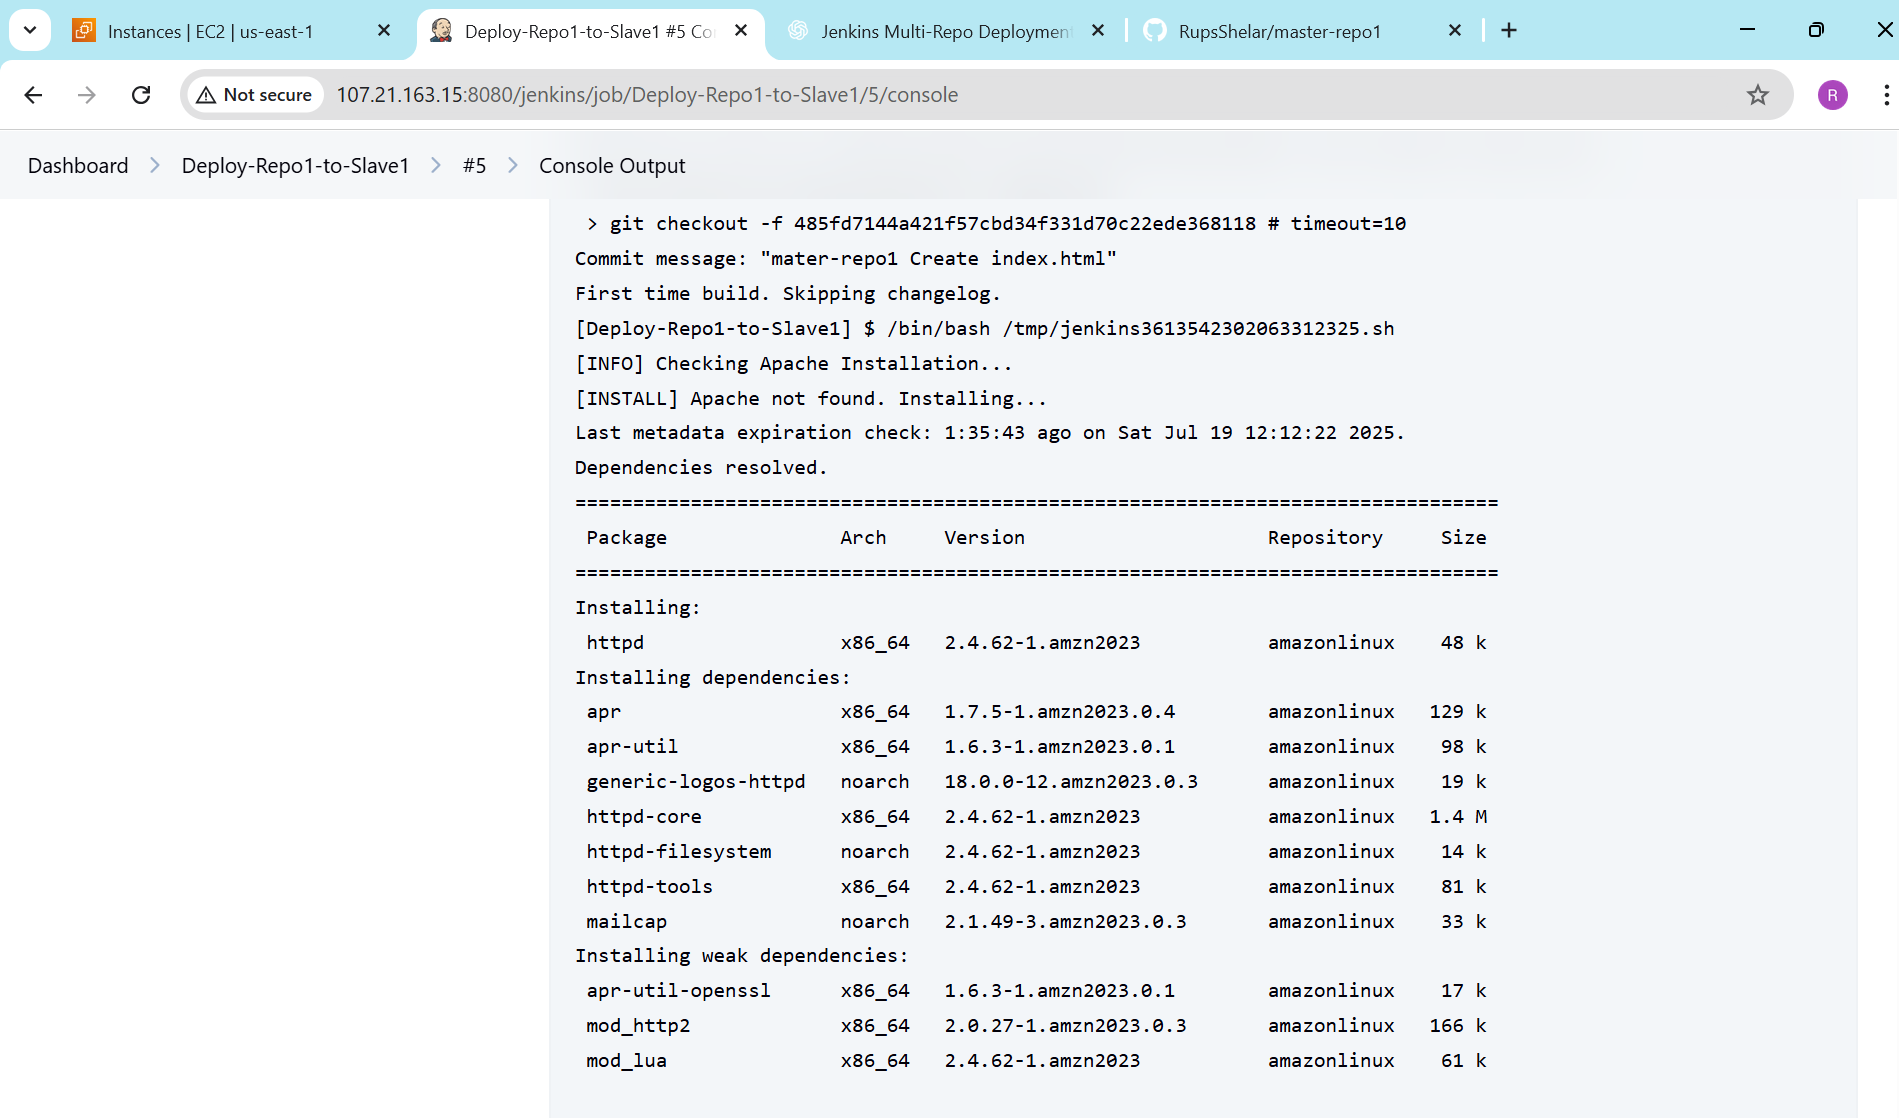 Instances | EC2 | us-east-1
Deploy-Repo1-to-Slave1 #5 Co
Jenkins Multi-Repo Deployment
RupsShelar/master-repo1
Not secure
107.21.163.15:8080/jenkins/job/Deploy-Repo1-to-Slave1/5/console
R
Dashboard > Deploy-Repo1-to-Slave1 > #5 > Console Output
> git checkout -f 485fd7144a421f57cbd34f331d70c22ede368118 # timeout=10
Commit message: "mater-repo1 Create index.html"
First time build. Skipping changelog.
[Deploy-Repo1-to-Slave1] $ /bin/bash /tmp/jenkins3613542302063312325.sh
[INFO] Checking Apache Installation...
[INSTALL] Apache not found. Installing...
Last metadata expiration check: 1:35:43 ago on Sat Jul 19 12:12:22 2025.
Dependencies resolved.
================================================================================
Package Arch Version Repository Size
================================================================================
Installing:
httpd x86_64 2.4.62-1.amzn2023 amazonlinux 48 k
Installing dependencies:
apr x86_64 1.7.5-1.amzn2023.0.4 amazonlinux 129 k
apr-util x86_64 1.6.3-1.amzn2023.0.1 amazonlinux 98 k
generic-logos-httpd noarch 18.0.0-12.amzn2023.0.3 amazonlinux 19 k
httpd-core x86_64 2.4.62-1.amzn2023 amazonlinux 1.4 M
httpd-filesystem noarch 2.4.62-1.amzn2023 amazonlinux 14 k
httpd-tools x86_64 2.4.62-1.amzn2023 amazonlinux 81 k
mailcap noarch 2.1.49-3.amzn2023.0.3 amazonlinux 33 k
Installing weak dependencies:
apr-util-openssl x86_64 1.6.3-1.amzn2023.0.1 amazonlinux 17 k
mod_http2 x86_64 2.0.27-1.amzn2023.0.3 amazonlinux 166 k
mod_lua x86_64 2.4.62-1.amzn2023 amazonlinux 61 k